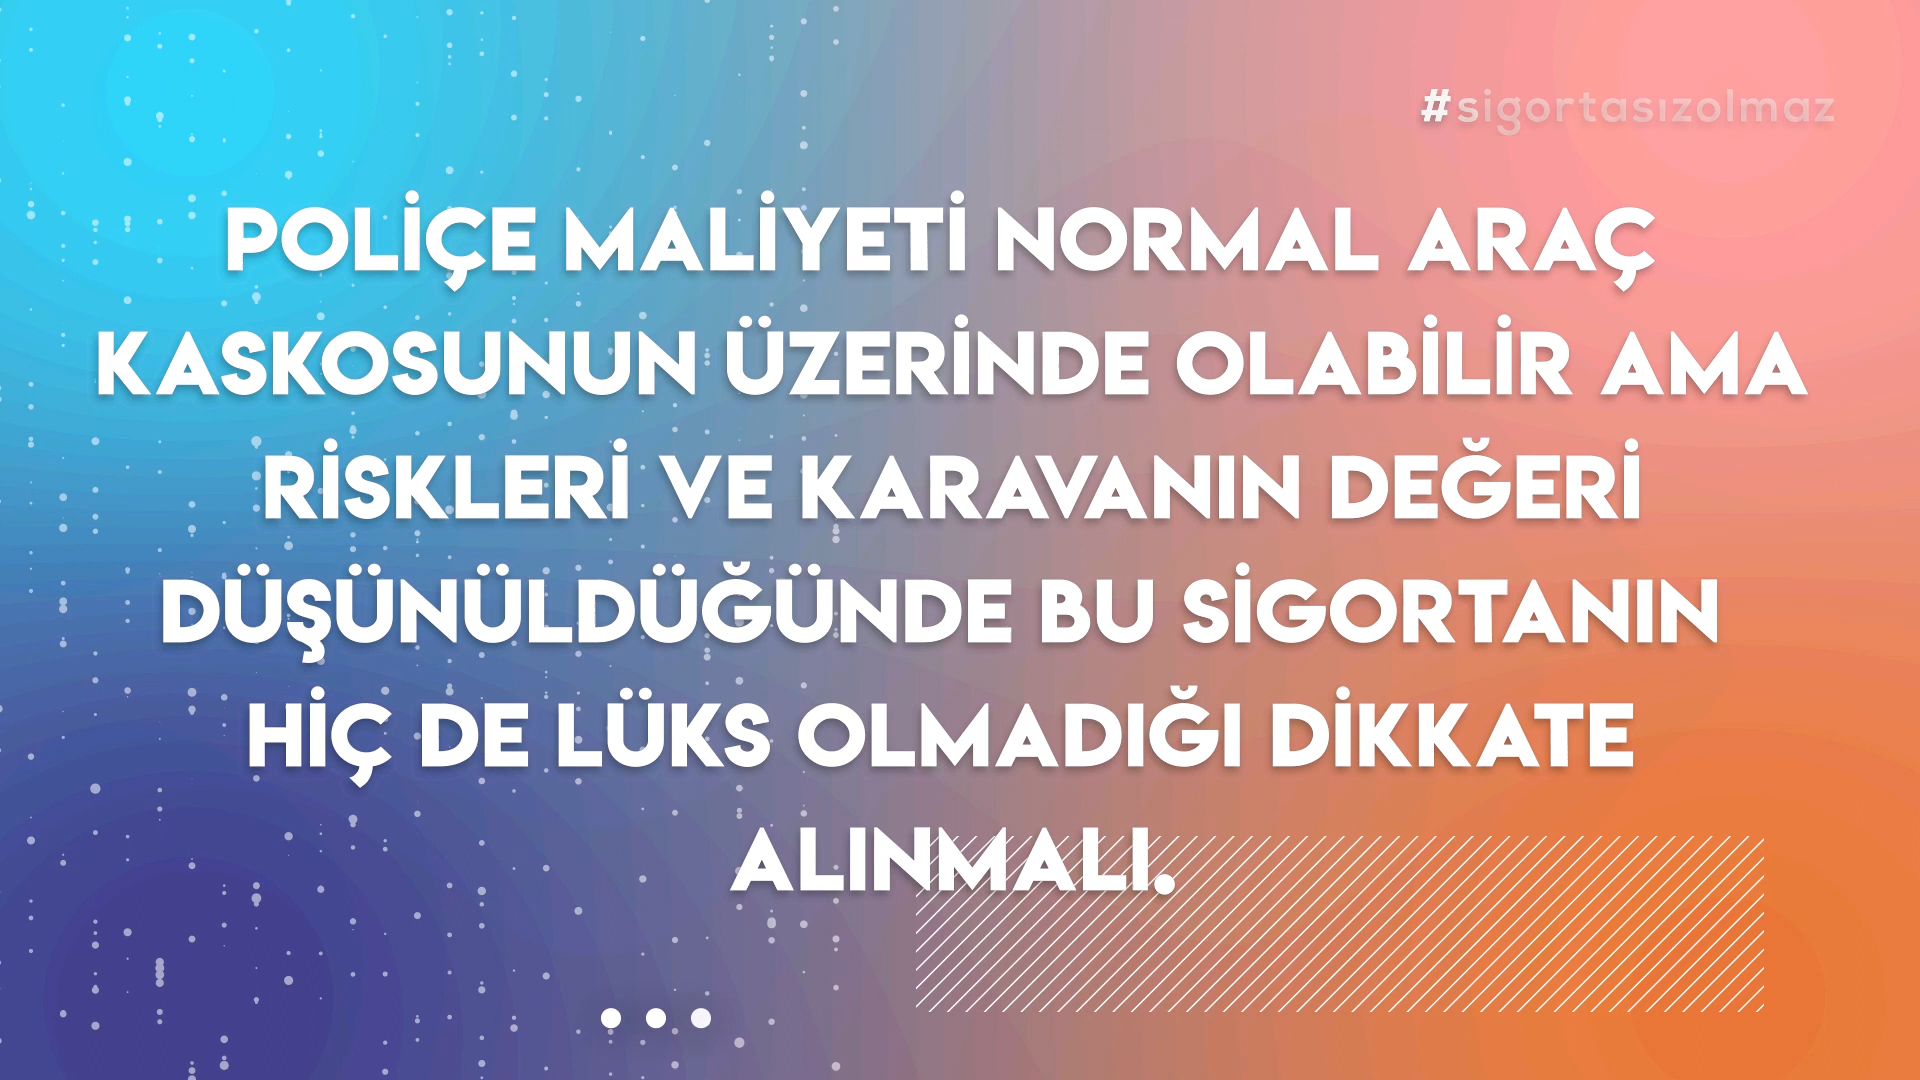 #sigortasızolmaz
POLİÇE MALİYETİ NORMAL ARAÇ
KASKOSUNUN ÜZERİNDE OLABİLİR AMA
RİSKLERİ VE KARAVANIN DEĞERİ
DÜŞÜNÜLDÜĞÜNDE BU SİGORTANIN
HİÇ DE LÜKS OLMADIĞI DİKKATE
ALINMALI.